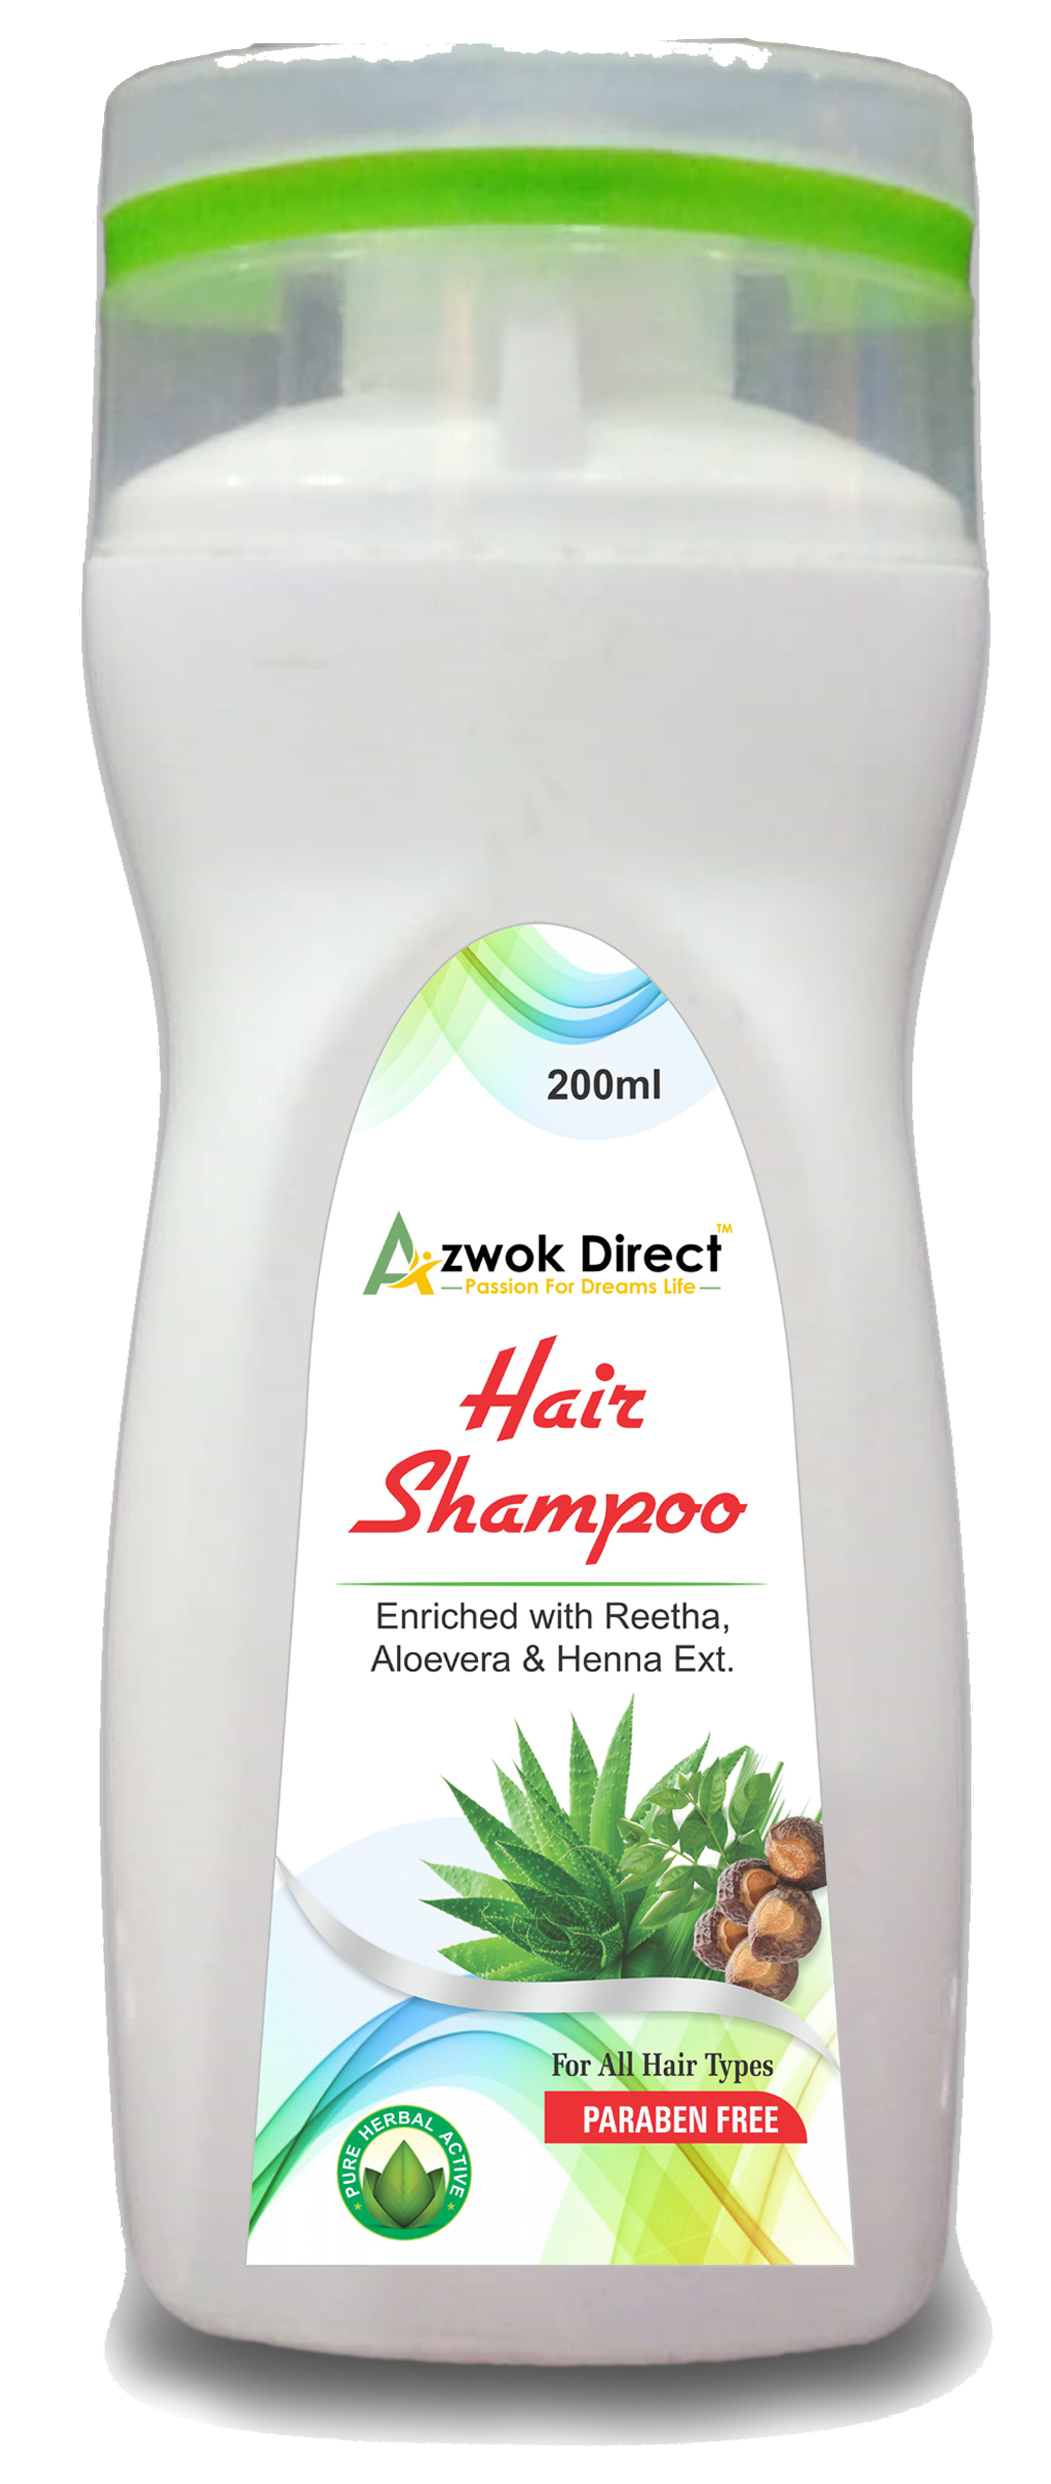 200ml
Azwok Direct™
Passion For Dreams Life
Hair
Shampoo
Enriched with Reetha,
Aloevera & Henna Ext.
For All Hair Types
PARABEN FREE
PURE HERBAL ACTIVE